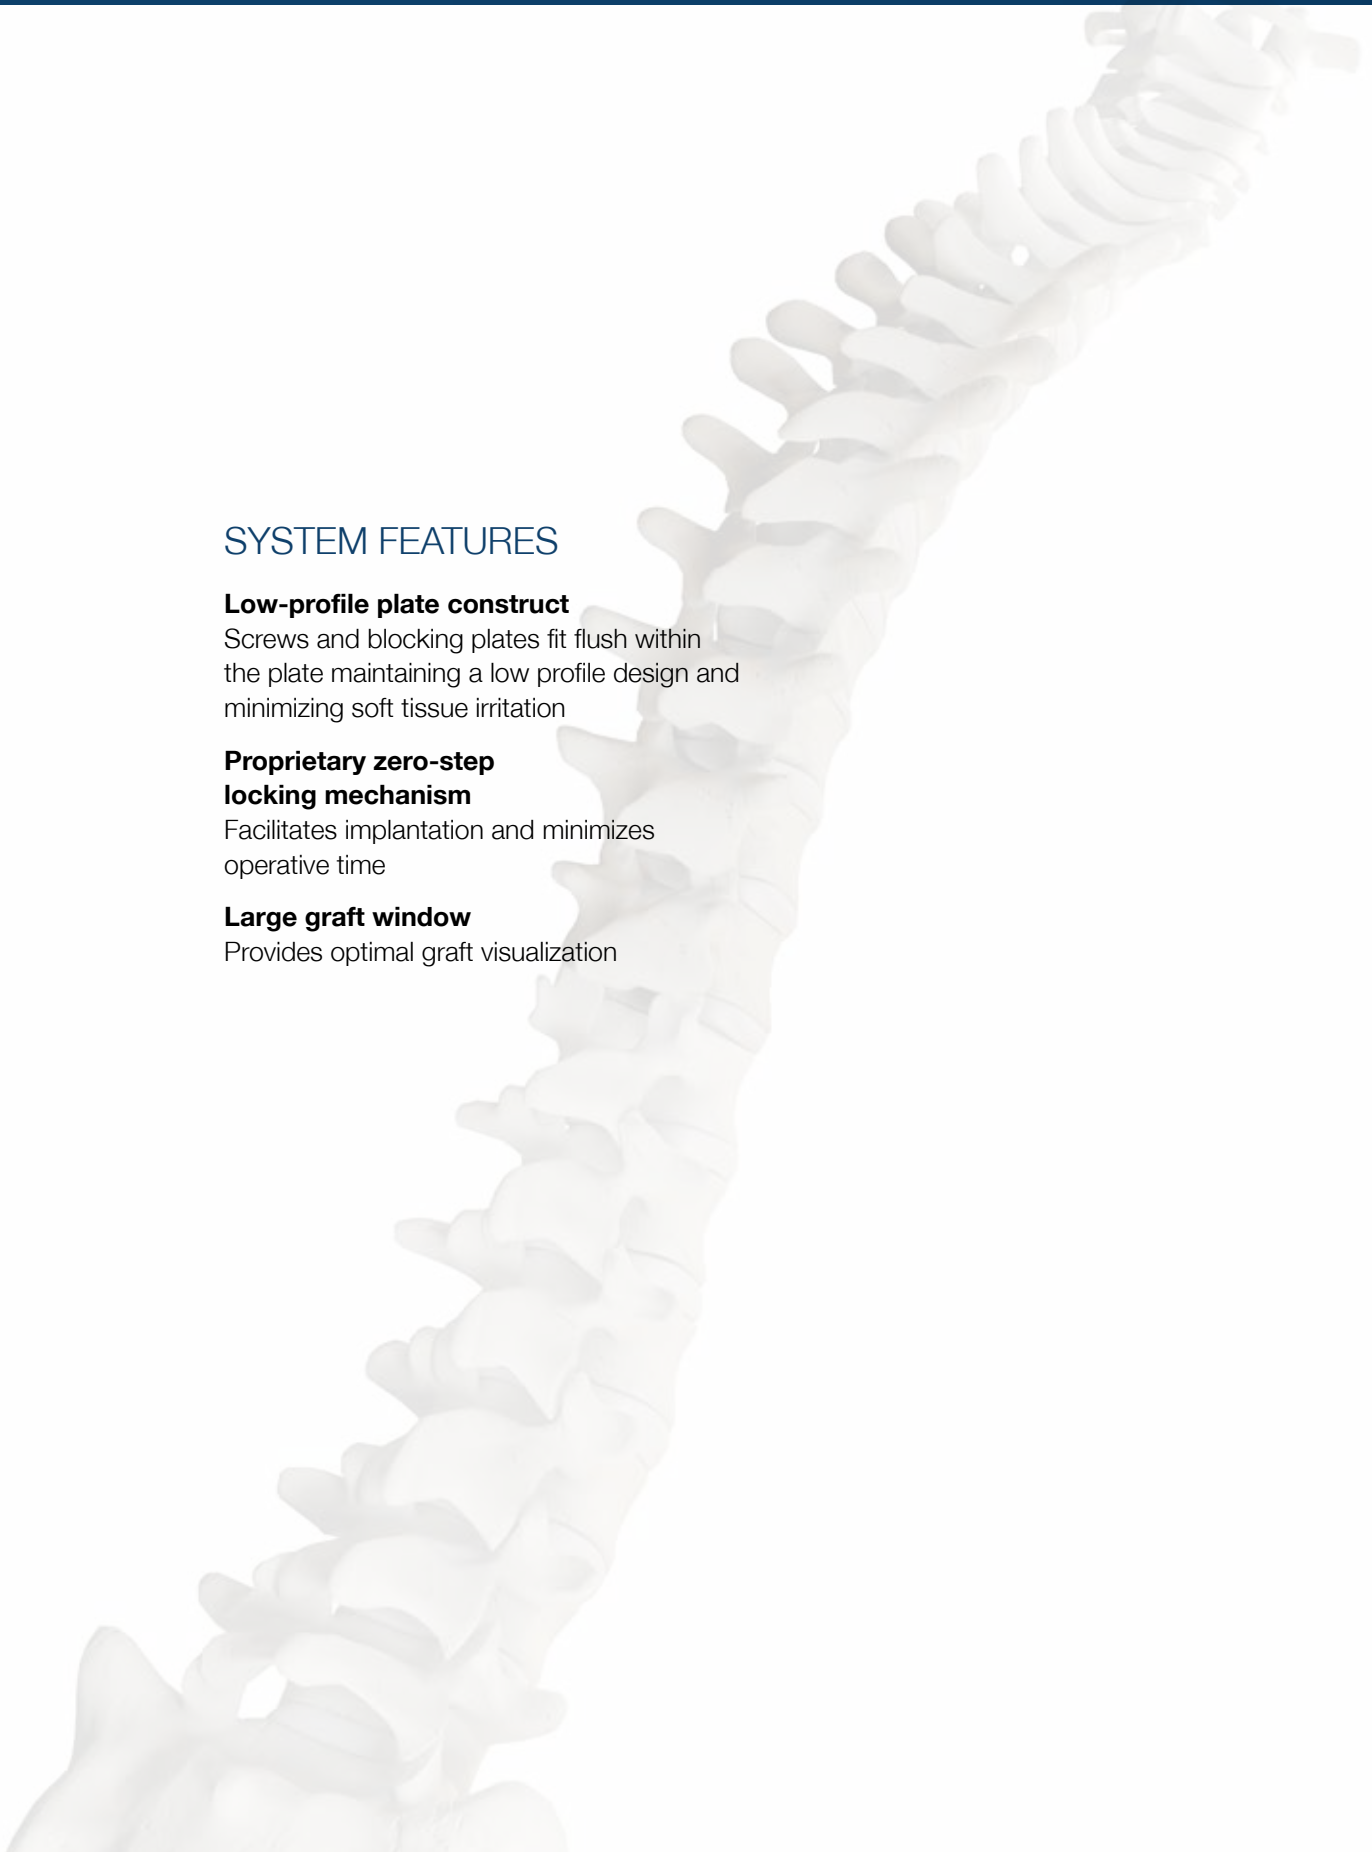 SYSTEM FEATURES
Low-profile plate construct
Screws and blocking plates fit flush within
the plate maintaining a low profile design and
minimizing soft tissue irritation
Proprietary zero-step
locking mechanism
Facilitates implantation and minimizes
operative time
Large graft window
Provides optimal graft visualization